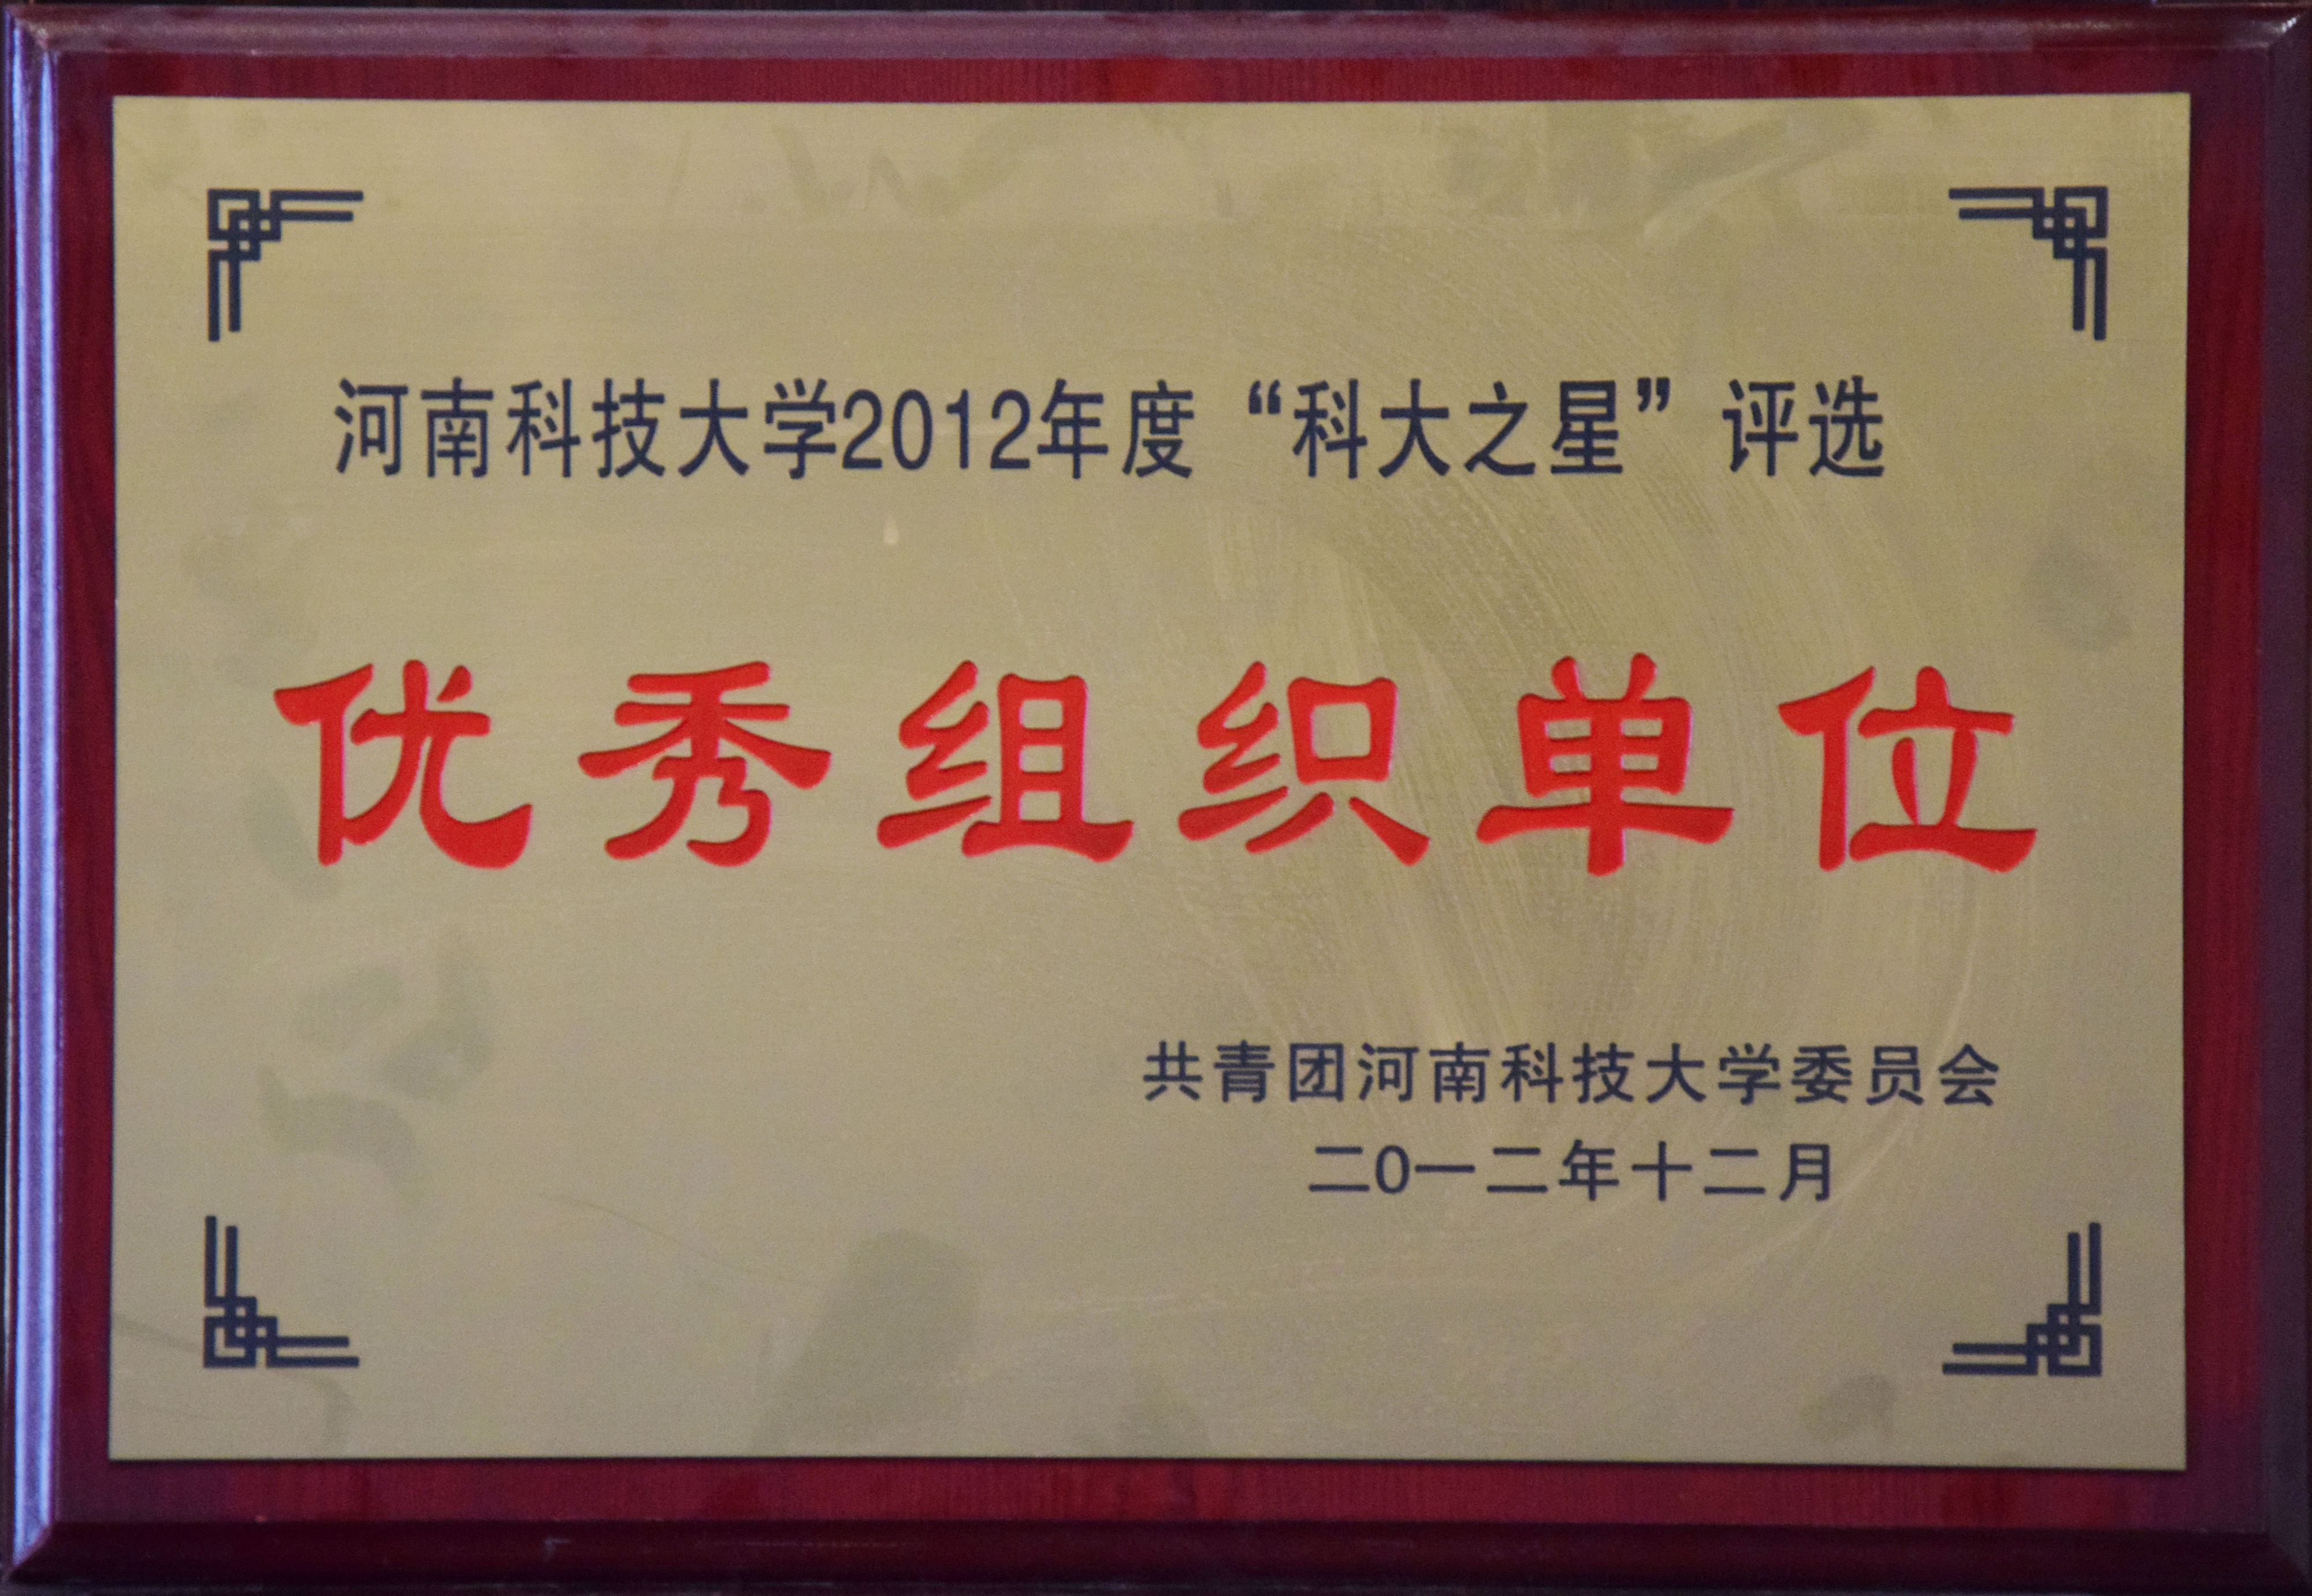 河南科技大学2012年度“科大之星”评选
优秀组织单位
共青团河南科技大学委员会
二0一二年十二月